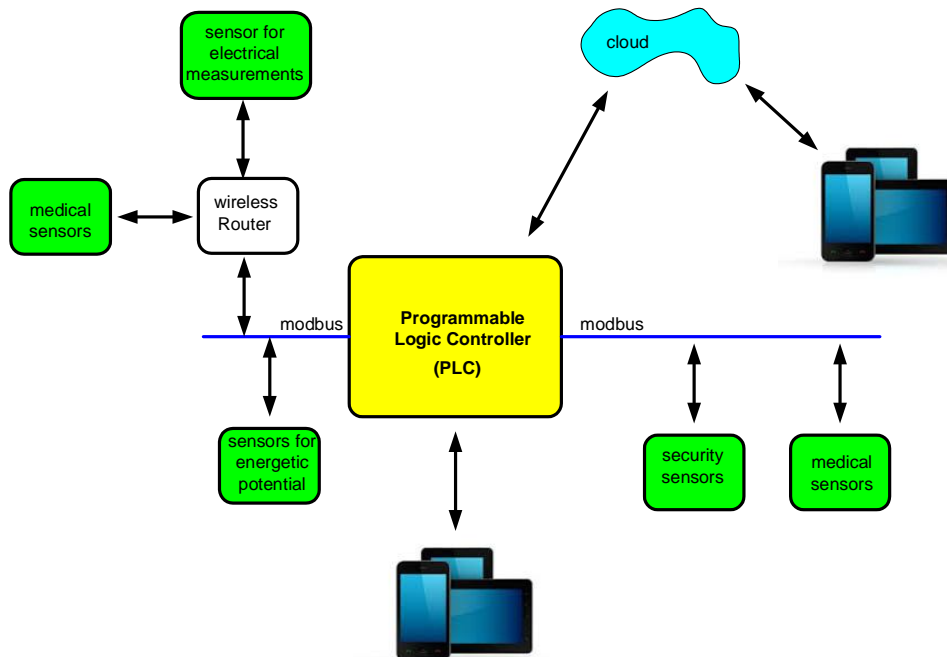 sensor for
electrical
measurements
cloud
medical
sensors
wireless
Router
modbus
Programmable
Logic Controller
(PLC)
modbus
sensors for
energetic
potential
security
sensors
medical
sensors